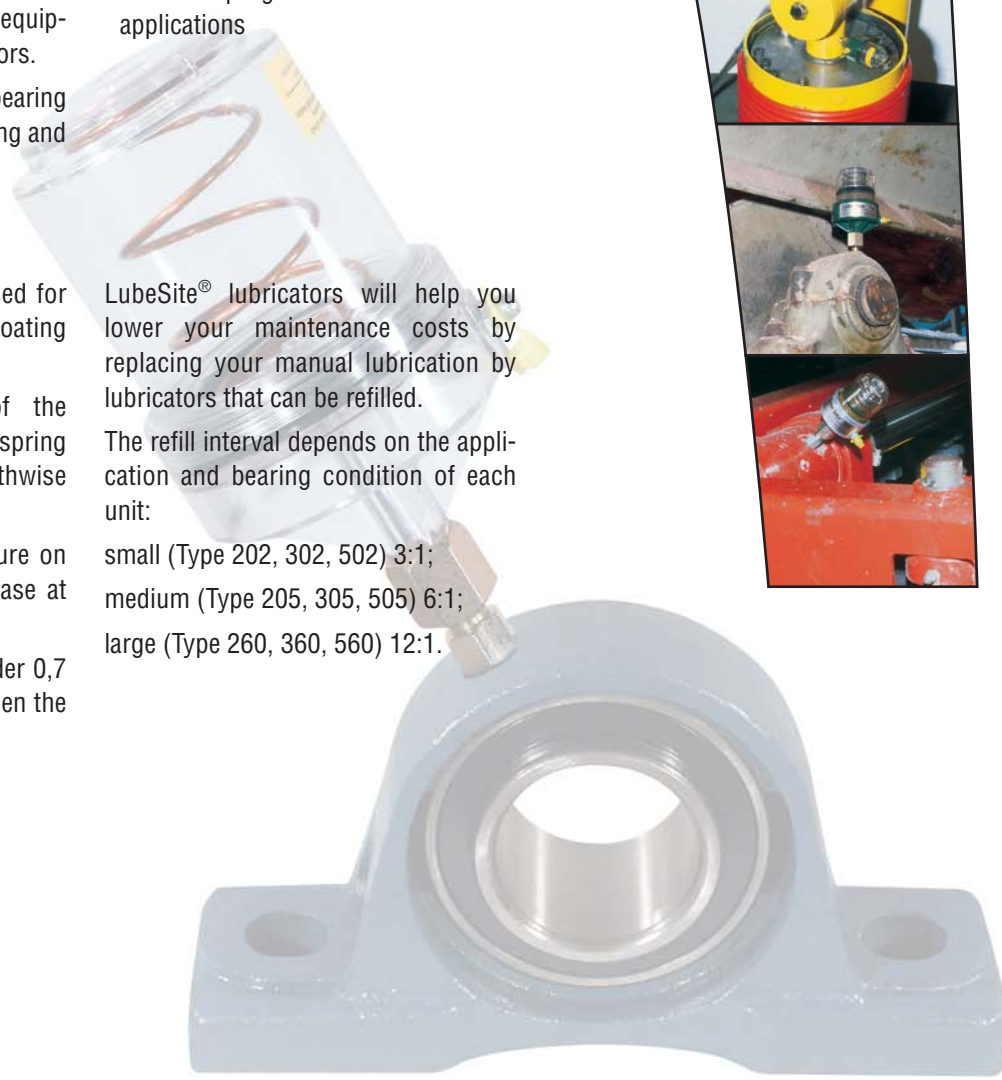 equip-
ors.
earing
ng and
sed for
oating
of the
spring
thwise
ure on
ase at
der 0,7
en the
applications
LubeSite® lubricators will help you
lower your maintenance costs by
replacing your manual lubrication by
lubricators that can be refilled.
The refill interval depends on the appli-
cation and bearing condition of each
unit:
small (Type 202, 302, 502) 3:1;
medium (Type 205, 305, 505) 6:1;
large (Type 260, 360, 560) 12:1.